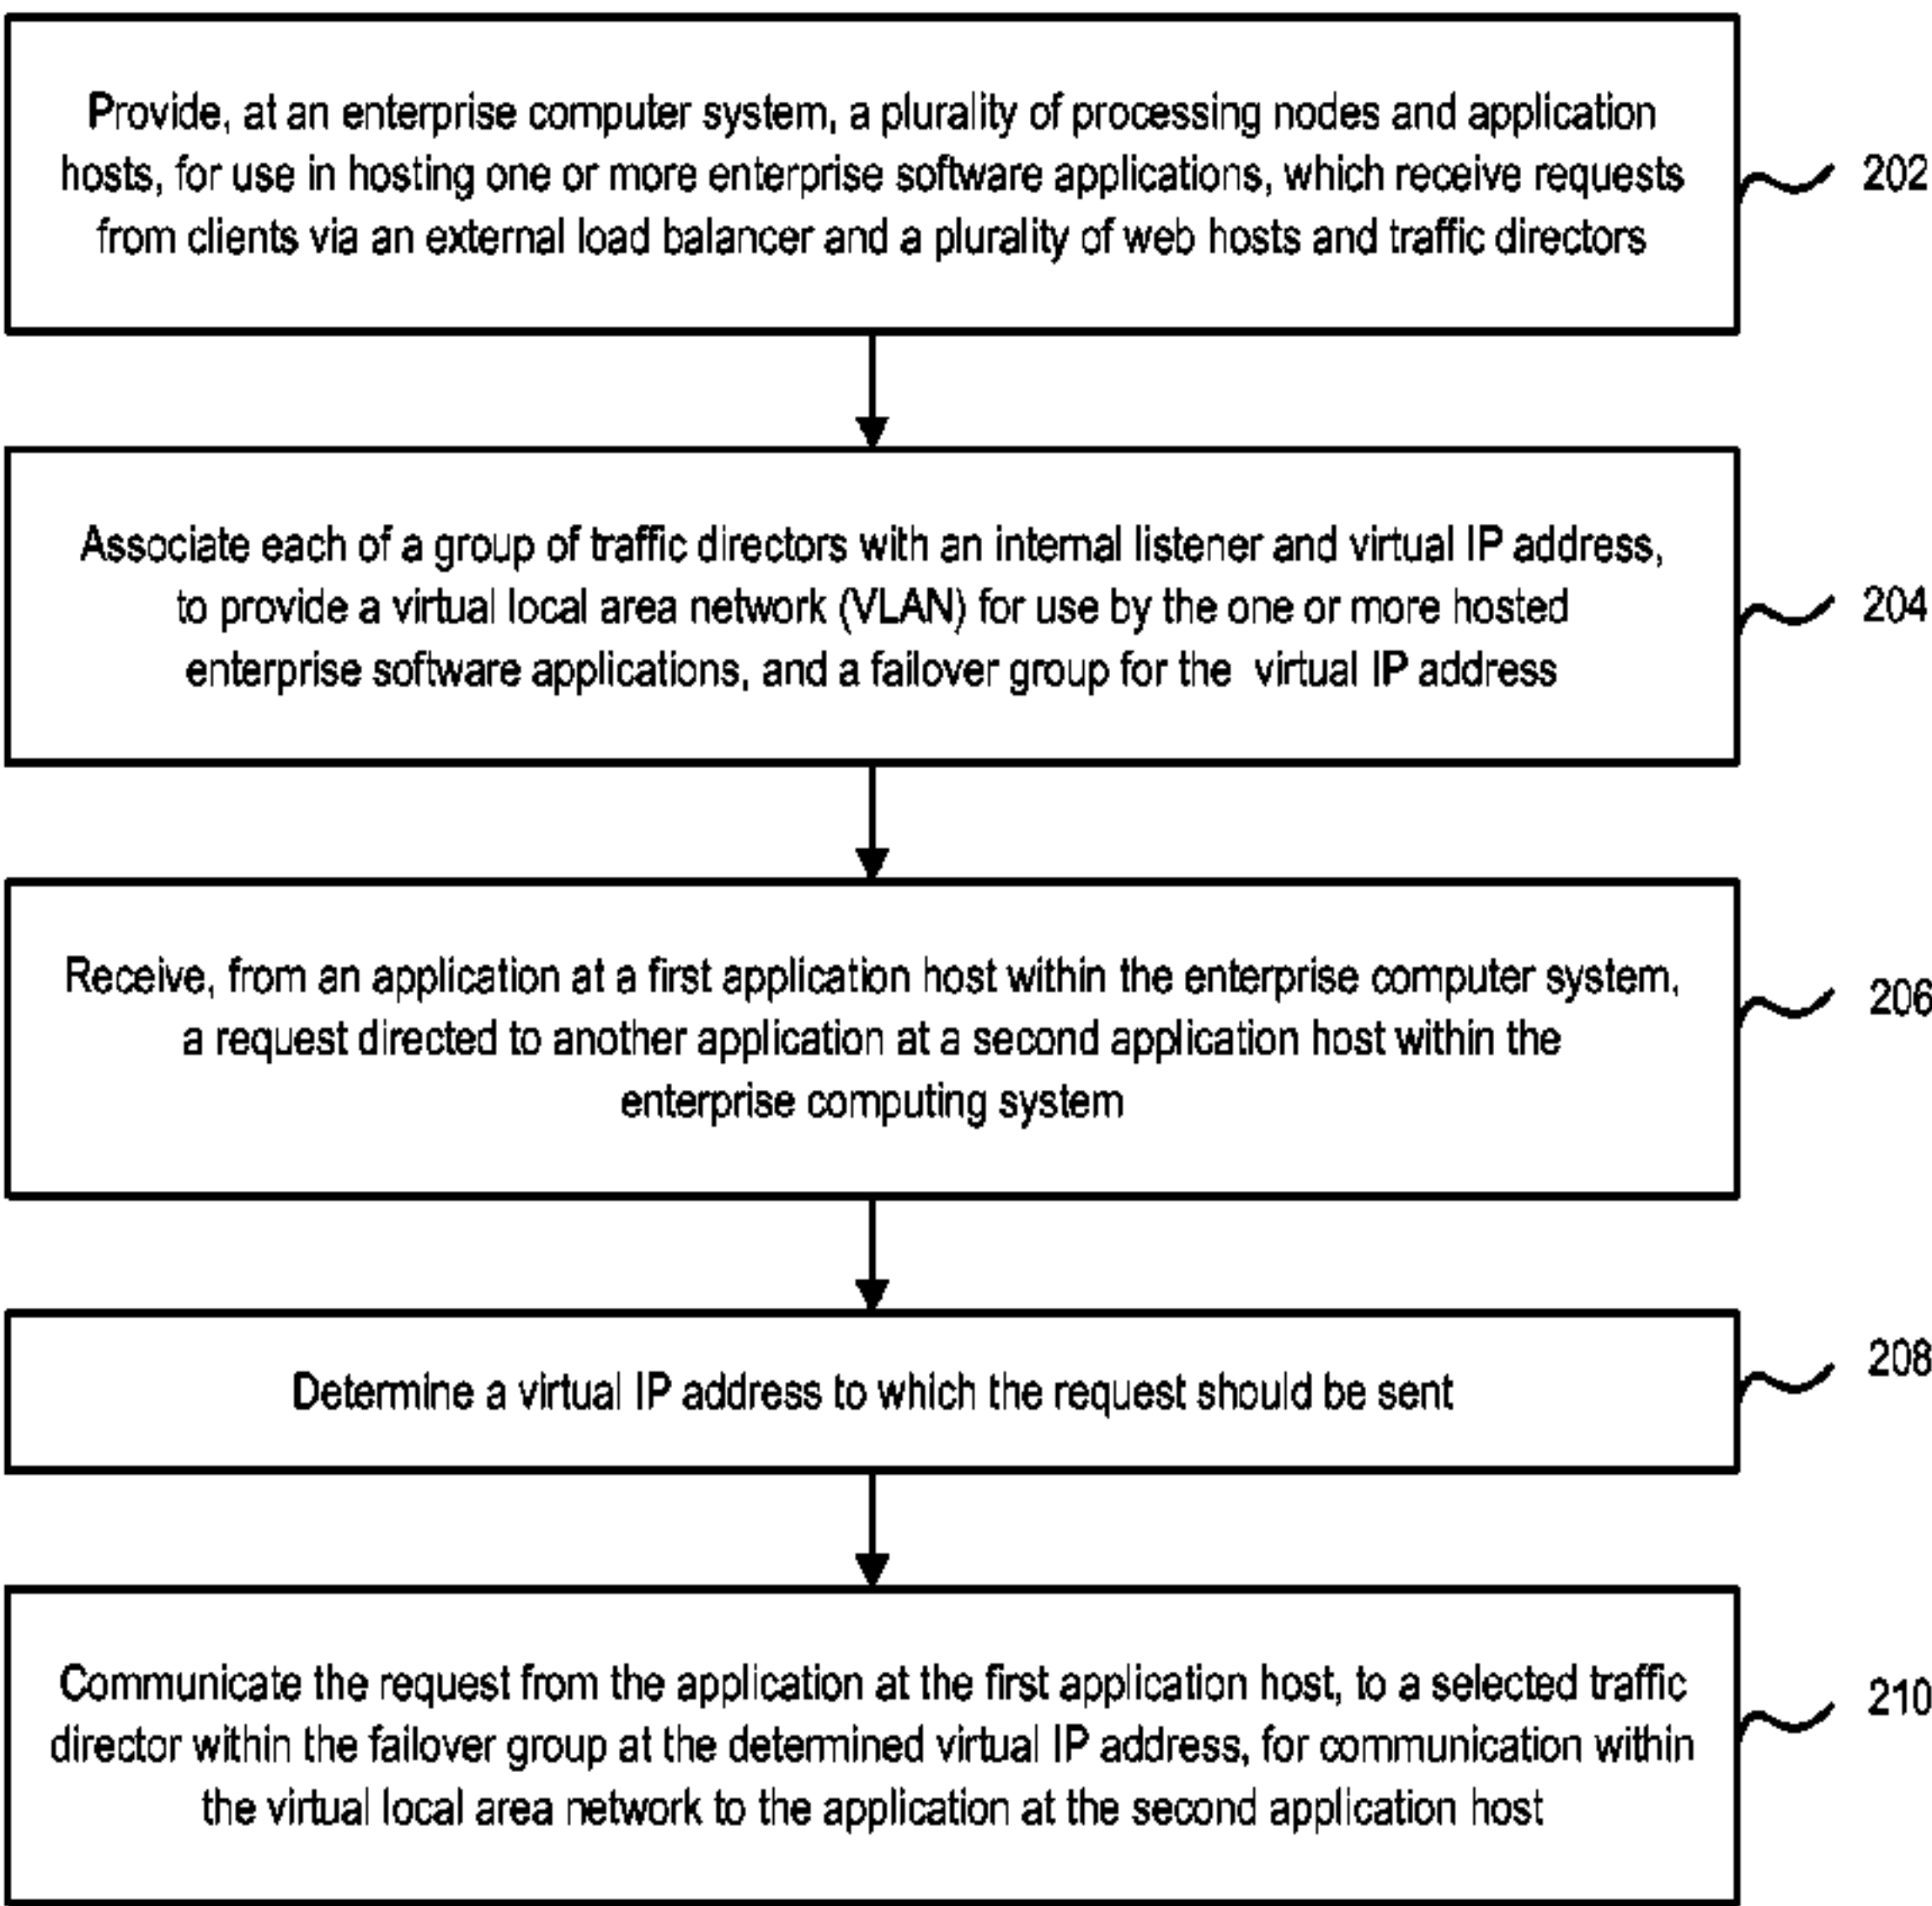 Provide, at an enterprise computer system, a plurality of processing nodes and application
hosts, for use in hosting one or more enterprise software applications, which receive requests
from clients via an external load balancer and a plurality of web hosts and traffic directors
202
Associate each of a group of traffic directors with an internal listener and virtual IP address,
to provide a virtual local area network (VLAN) for use by the one or more hosted
enterprise software applications, and a failover group for the virtual IP address
204
Receive, from an application at a first application host within the enterprise computer system,
a request directed to another application at a second application host within the
enterprise computing system
206
Determine a virtual IP address to which the request should be sent
208
Communicate the request from the application at the first application host, to a selected traffic
director within the failover group at the determined virtual IP address, for communication within
the virtual local area network to the application at the second application host
210